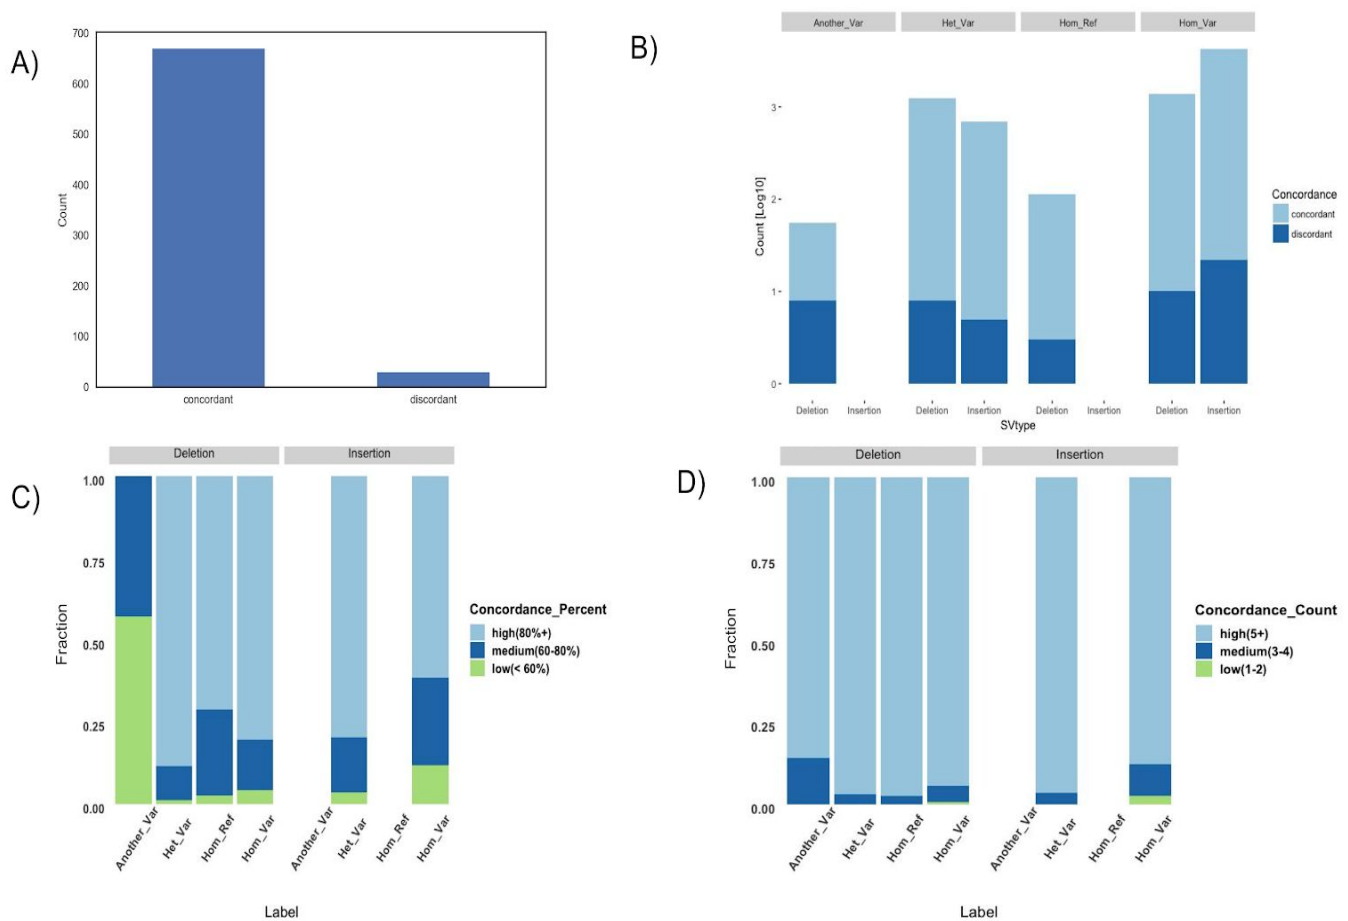 A)
700
600
500
400
300
200
100
0
Count
concordant
discordant
B)
Another_Var
Het_Var
Hom_Ref
Hom_Var
3
2
1
0
Count [Log10]
Deletion
Insertion
Deletion
Insertion
Deletion
Insertion
Deletion
Insertion
SVtype
Concordance
concordant
discordant
C)
Deletion
Insertion
1.00
0.75
0.50
0.25
0.00
Fraction
Another_Var
Het_Var
Hom_Ref
Hom_Var
Another_Var
Het_Var
Hom_Ref
Hom_Var
Label
Concordance_Percent
high(80%+)
medium(60-80%)
low(< 60%)
D)
Deletion
Insertion
1.00
0.75
0.50
0.25
0.00
Fraction
Another_Var
Het_Var
Hom_Ref
Hom_Var
Another_Var
Het_Var
Hom_Ref
Hom_Var
Label
Concordance_Count
high(5+)
medium(3-4)
low(1-2)